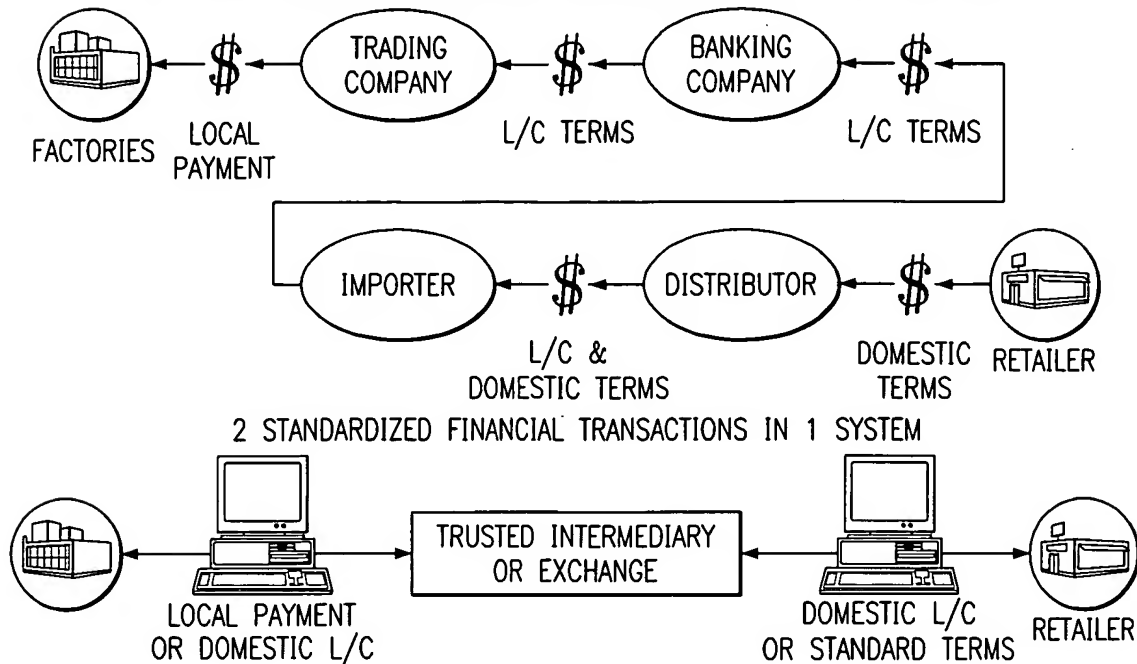 TRADING
COMPANY
BANKING
COMPANY
$
$
$
FACTORIES
LOCAL
PAYMENT
L/C TERMS
L/C TERMS
IMPORTER
$
DISTRIBUTOR
$
L/C &
DOMESTIC TERMS
DOMESTIC
TERMS
RETAILER
2 STANDARDIZED FINANCIAL TRANSACTIONS IN 1 SYSTEM
TRUSTED INTERMEDIARY
OR EXCHANGE
LOCAL PAYMENT
OR DOMESTIC L/C
DOMESTIC L/C
OR STANDARD TERMS
RETAILER